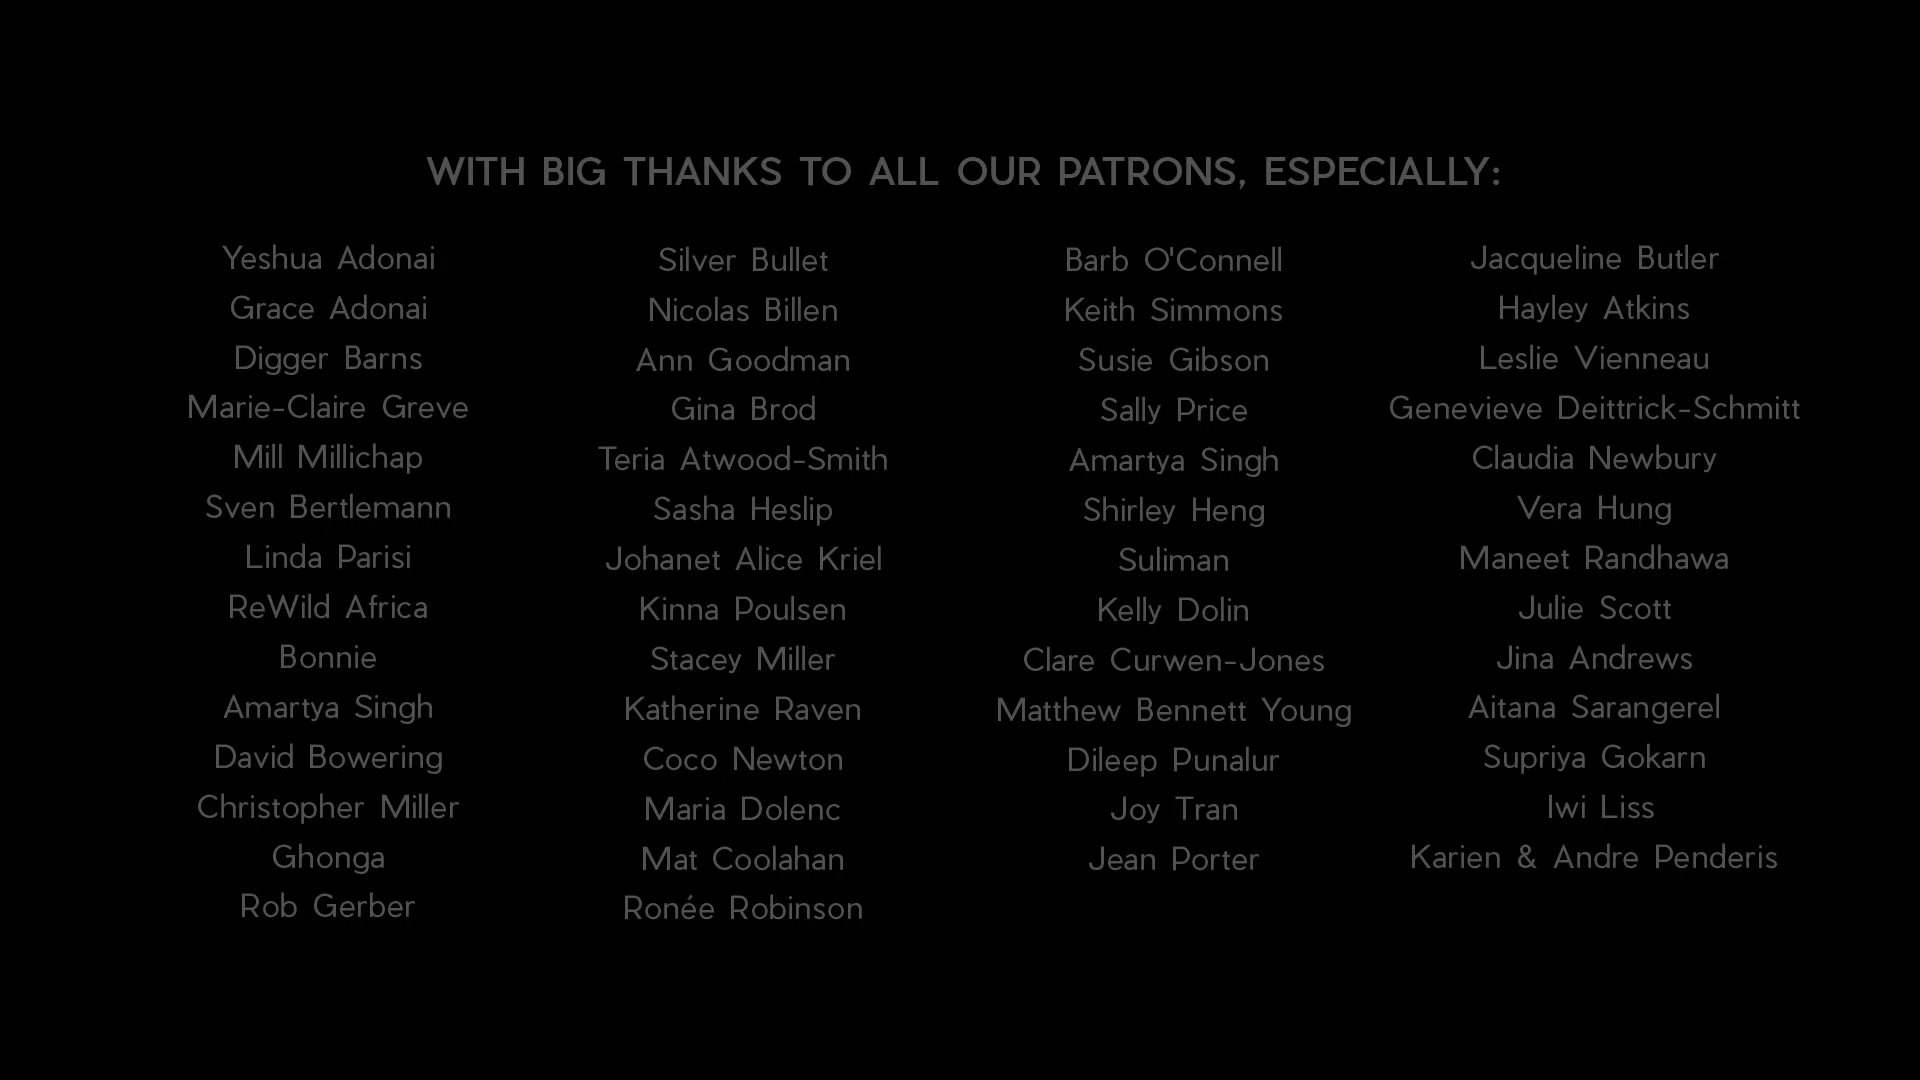 WITH BIG THANKS TO ALL OUR PATRONS, ESPECIALLY:
Yeshua Adonai
Grace Adonai
Digger Barns
Marie-Claire Greve
Mill Millichap
Sven Bertlemann
Linda Parisi
ReWild Africa
Bonnie
Amartya Singh
David Bowering
Christopher Miller
Ghonga
Rob Gerber
Silver Bullet
Nicolas Billen
Ann Goodman
Gina Brod
Teria Atwood-Smith
Sasha Heslip
Johanet Alice Kriel
Kinna Poulsen
Stacey Miller
Katherine Raven
Coco Newton
Maria Dolenc
Mat Coolahan
Ronée Robinson
Barb O'Connell
Keith Simmons
Susie Gibson
Sally Price
Amartya Singh
Shirley Heng
Suliman
Kelly Dolin
Clare Curwen-Jones
Matthew Bennett Young
Dileep Punalur
Joy Tran
Jean Porter
Jacqueline Butler
Hayley Atkins
Leslie Vienneau
Genevieve Deittrick-Schmitt
Claudia Newbury
Vera Hung
Maneet Randhawa
Julie Scott
Jina Andrews
Aitana Sarangerel
Supriya Gokarn
Iwi Liss
Karien & Andre Penderis